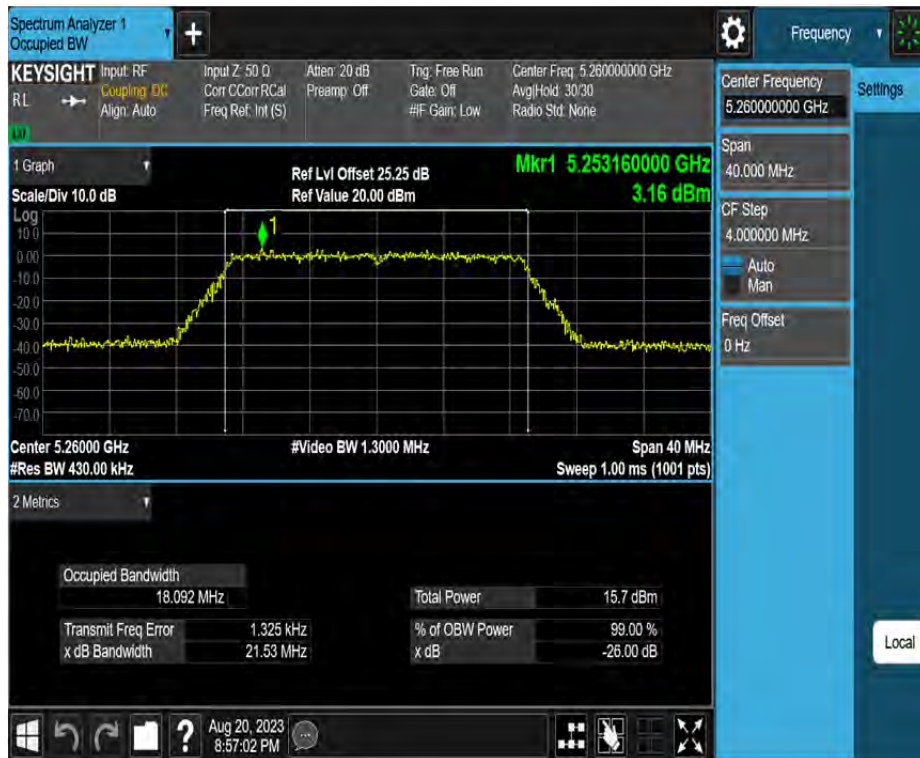 Spectrum Analyzer 1
Occupied BW
+
Frequency
KEYSIGHT
RL
Input: RF
Coupling: DC
Align: Auto
Input Z: 50 Ω
Corr CCorr RCal
Freq Ref: Int (S)
Atten: 20 dB
Preamp: Off
Trig: Free Run
Gate: Off
#IF Gain: Low
Center Freq: 5.260000000 GHz
Avg|Hold: 30/30
Radio Std: None
Center Frequency
5.260000000 GHz
Settings
Span
40.000 MHz
CF Step
4.000000 MHz
Auto
Man
Freq Offset
0 Hz
1 Graph
Scale/Div 10.0 dB
Ref Lvl Offset 25.25 dB
Ref Value 20.00 dBm
Mkr1 5.253160000 GHz
3.16 dBm
Log
10.0
0.00
-10.0
-20.0
-30.0
-40.0
-50.0
-60.0
-70.0
1
Center 5.26000 GHz
#Video BW 1.3000 MHz
Span 40 MHz
#Res BW 430.00 kHz
Sweep 1.00 ms (1001 pts)
2 Metrics
Occupied Bandwidth
18.092 MHz
Total Power 15.7 dBm
Transmit Freq Error 1.325 kHz
% of OBW Power 99.00 %
x dB Bandwidth 21.53 MHz
x dB -26.00 dB
Local
?
Aug 20, 2023
8:57:02 PM